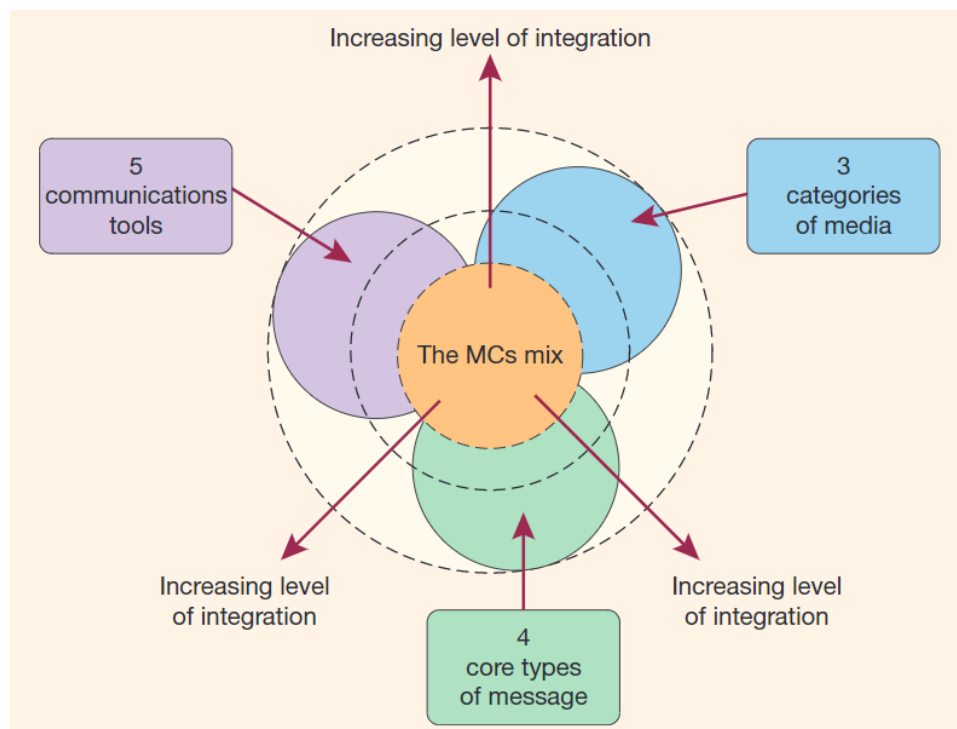 Increasing level of integration
5
communications
tools
3
categories
of media
The MCs mix
Increasing level
of integration
Increasing level
of integration
4
core types
of message